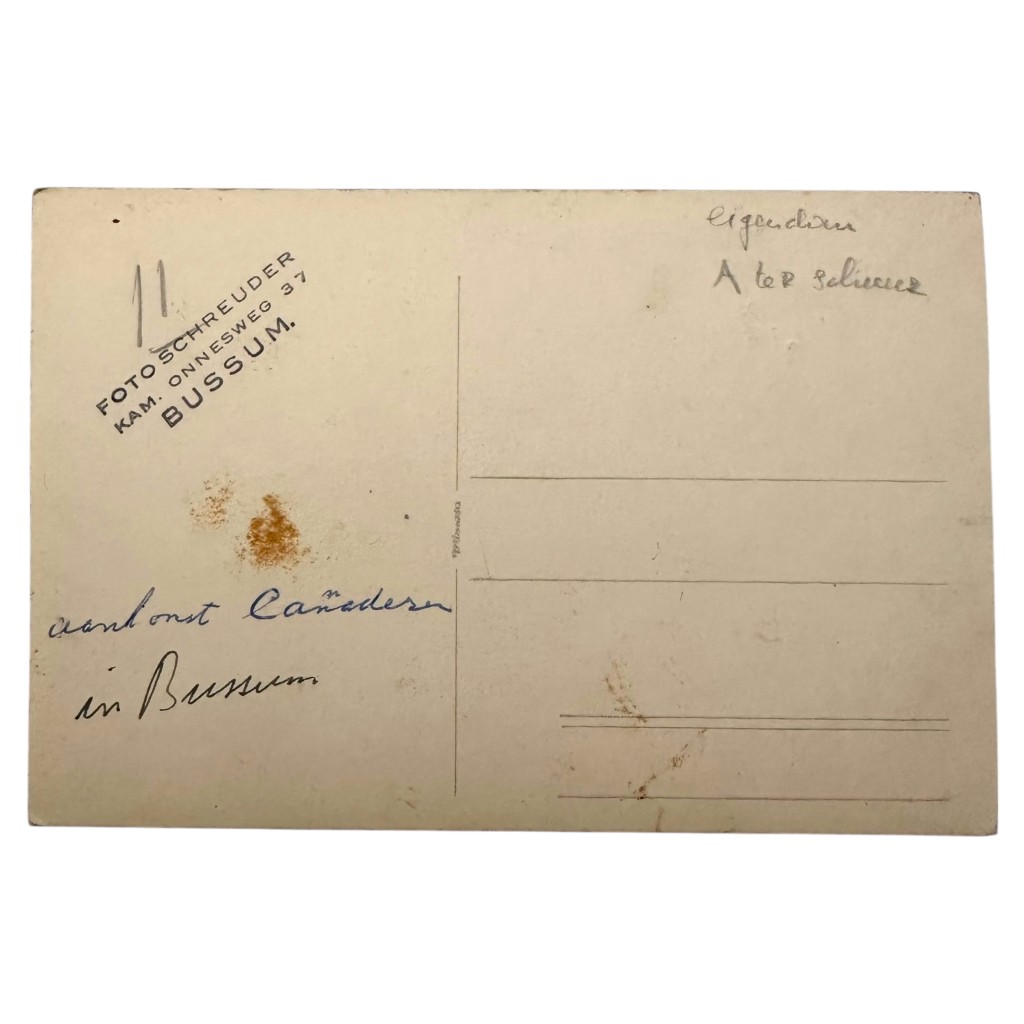 11
FOTO SCHREUDER
KAM. ONNESWEG 37
BUSSUM.
eigendom
A ter
aankomst Canadezen
in Bussum